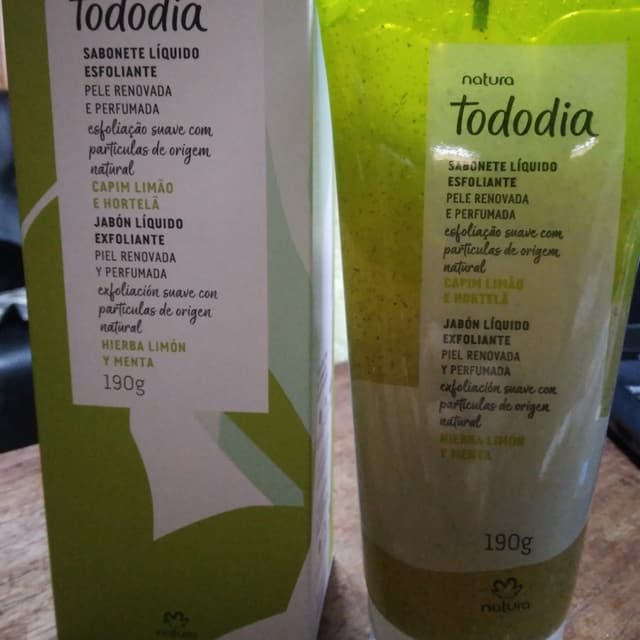 Tododia
SABONETE LÍQUIDO
ESFOLIANTE
PELE RENOVADA
E PERFUMADA
esfoliação suave com
partículas de origem
natural
CAPIM LIMÃO
E HORTELÃ
JABÓN LÍQUIDO
EXFOLIANTE
PIEL RENOVADA
Y PERFUMADA
exfoliación suave con
partículas de origen
natural
HIERBA LIMÓN
Y MENTA
190g
natura
natura
Tododia
SABONETE LÍQUIDO
ESFOLIANTE
PELE RENOVADA
E PERFUMADA
esfoliação suave com
partículas de origem
natural
CAPIM LIMÃO
E HORTELÃ
JABÓN LÍQUIDO
EXFOLIANTE
PIEL RENOVADA
Y PERFUMADA
exfoliación suave con
partículas de origen
natural
HIERBA LIMÓN
Y MENTA
190g
natura